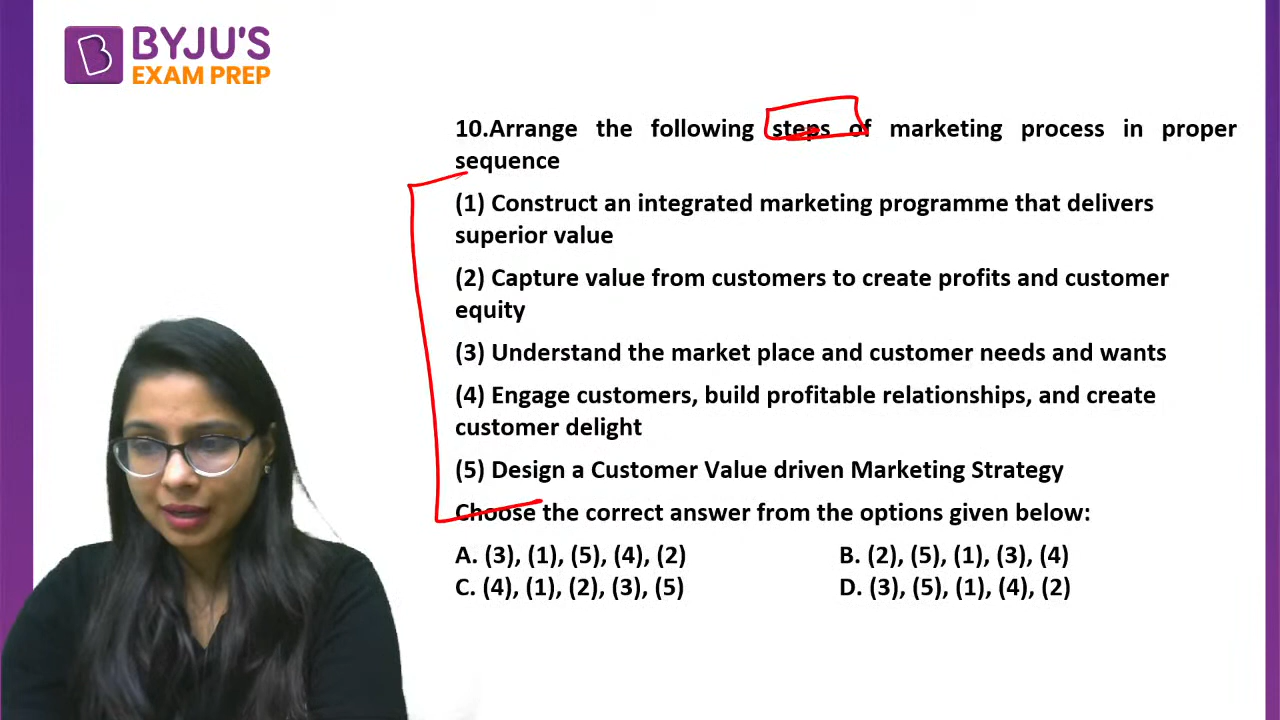 BYJU'S
EXAM PREP
10.Arrange the following steps of marketing process in proper
sequence
(1) Construct an integrated marketing programme that delivers
superior value
(2) Capture value from customers to create profits and customer
equity
(3) Understand the market place and customer needs and wants
(4) Engage customers, build profitable relationships, and create
customer delight
(5) Design a Customer Value driven Marketing Strategy
Choose the correct answer from the options given below:
A. (3), (1), (5), (4), (2) B. (2), (5), (1), (3), (4)
C. (4), (1), (2), (3), (5) D. (3), (5), (1), (4), (2)